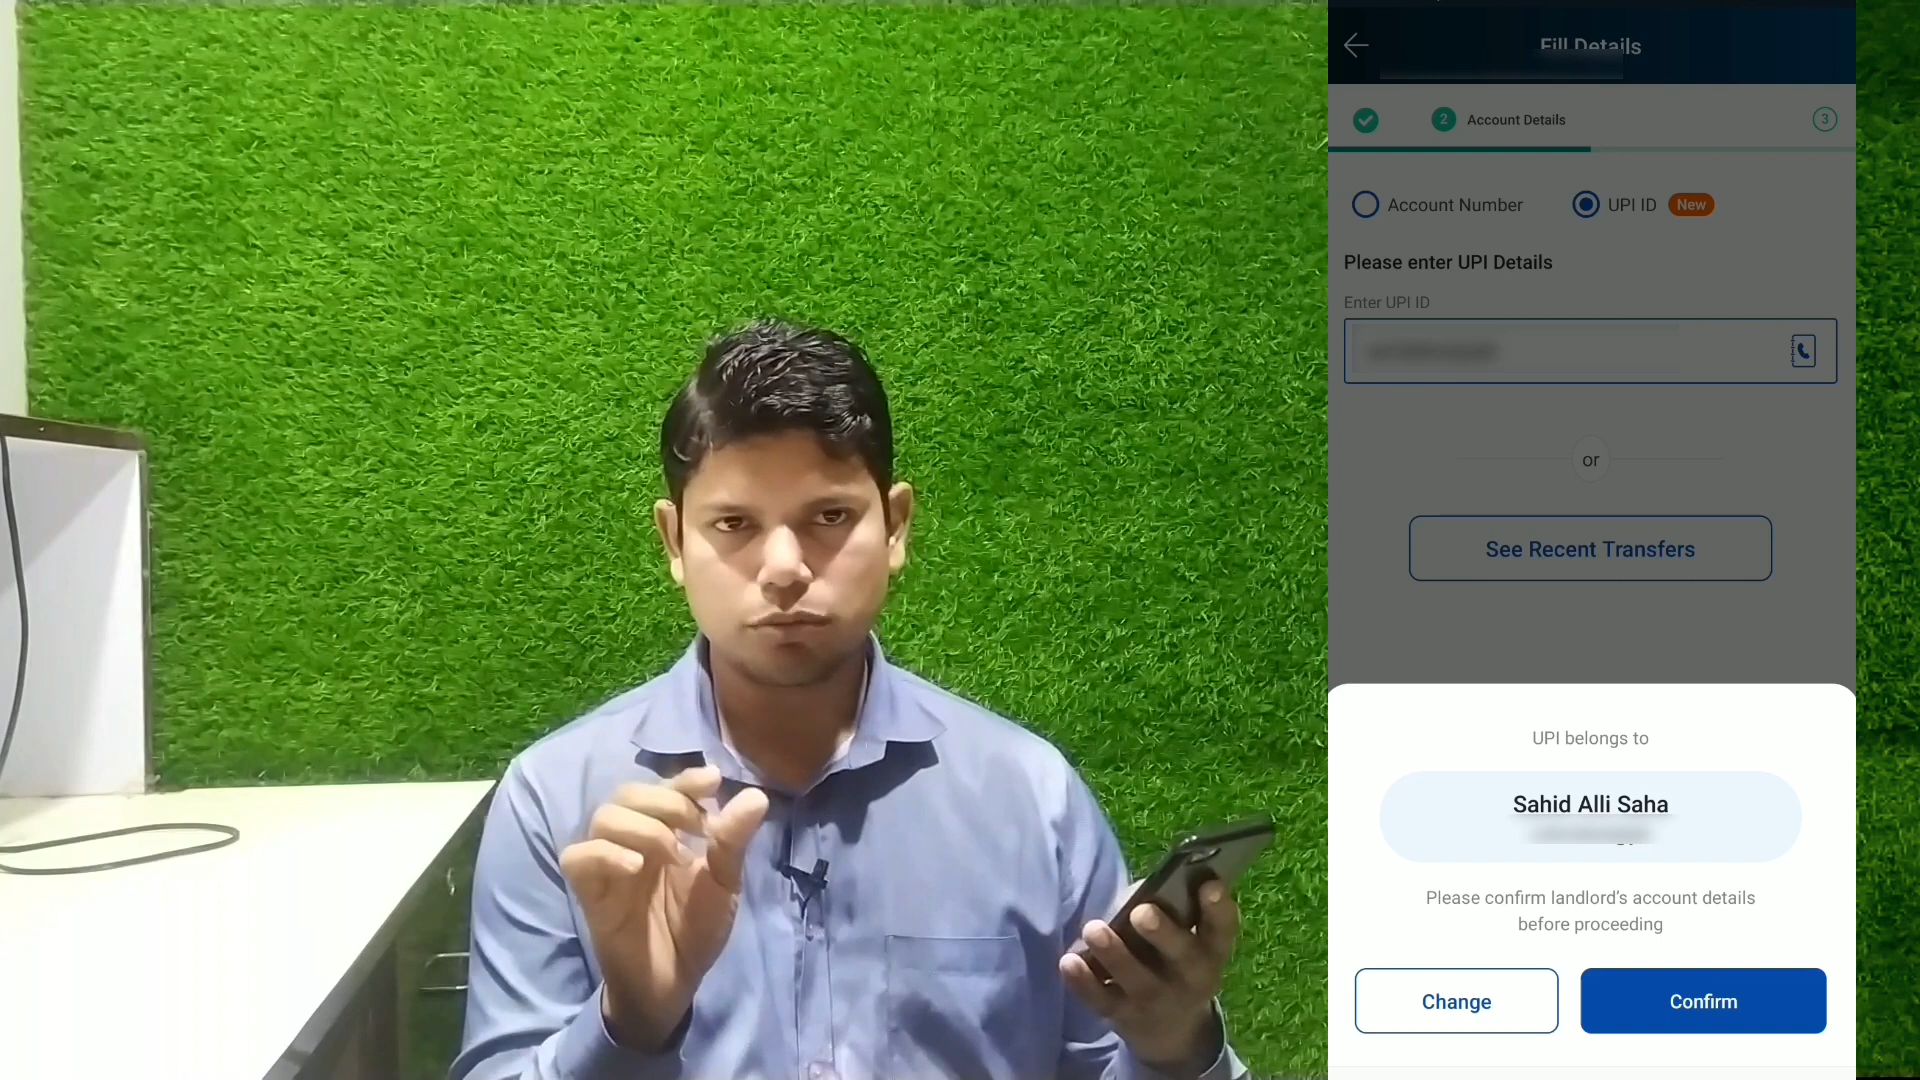 Fill Details
2 Account Details 3
Account Number UPI ID New
Please enter UPI Details
Enter UPI ID
or
See Recent Transfers
UPI belongs to
Sahid Alli Saha
Please confirm landlord's account details
before proceeding
Change Confirm